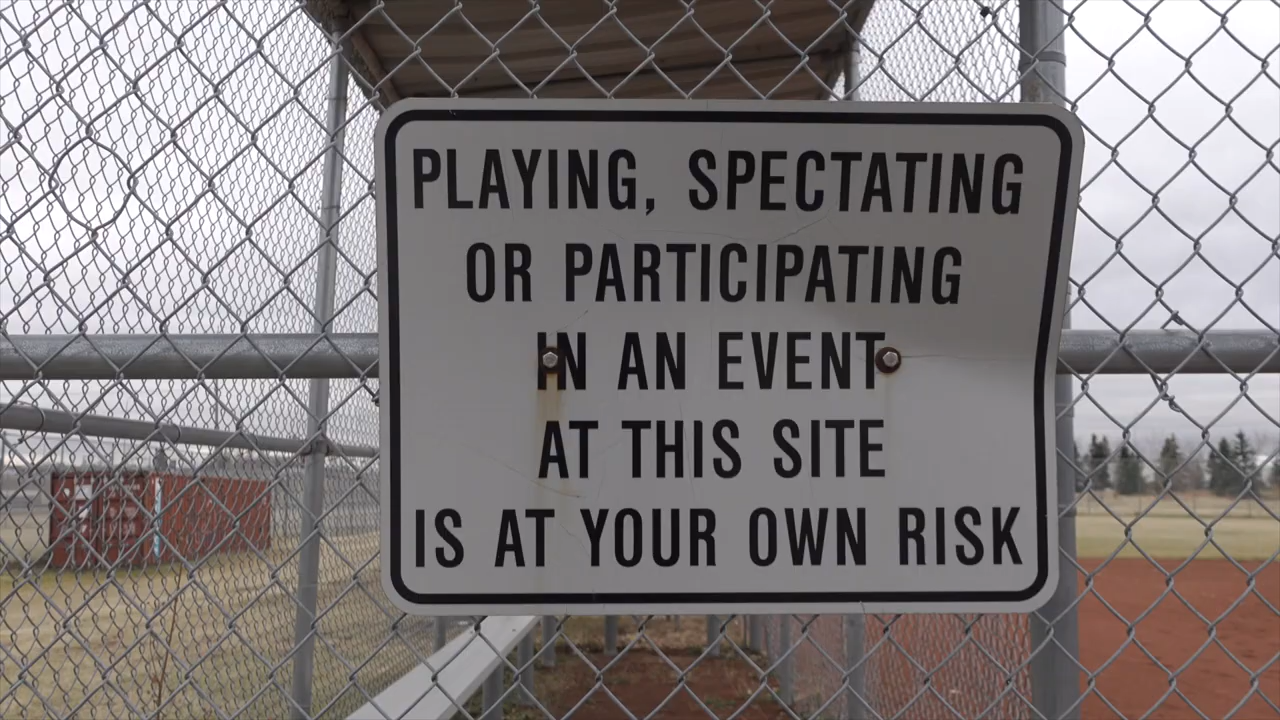 PLAYING, SPECTATING
OR PARTICIPATING
IN AN EVENT
AT THIS SITE
IS AT YOUR OWN RISK